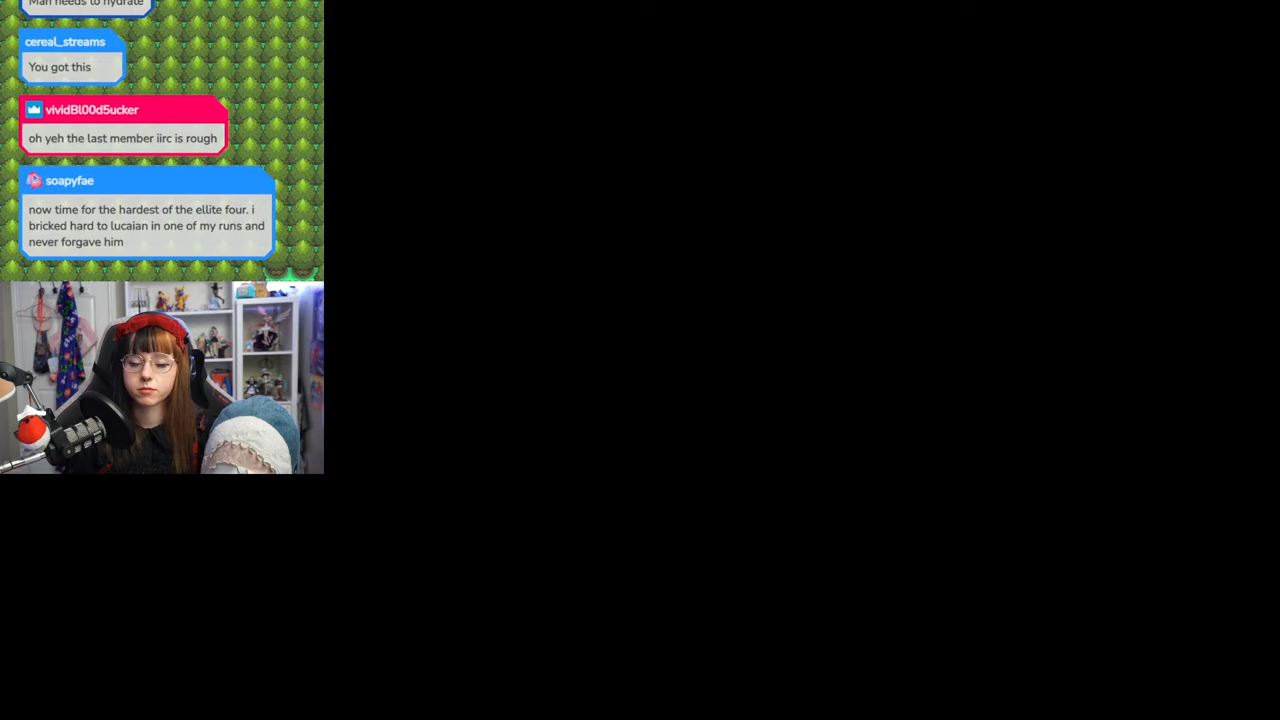 Man needs to hydrate
cereal_streams
You got this
vividBl00d5ucker
oh yeh the last member iirc is rough
soapyfae
now time for the hardest of the ellite four. i
bricked hard to lucaian in one of my runs and
never forgave him